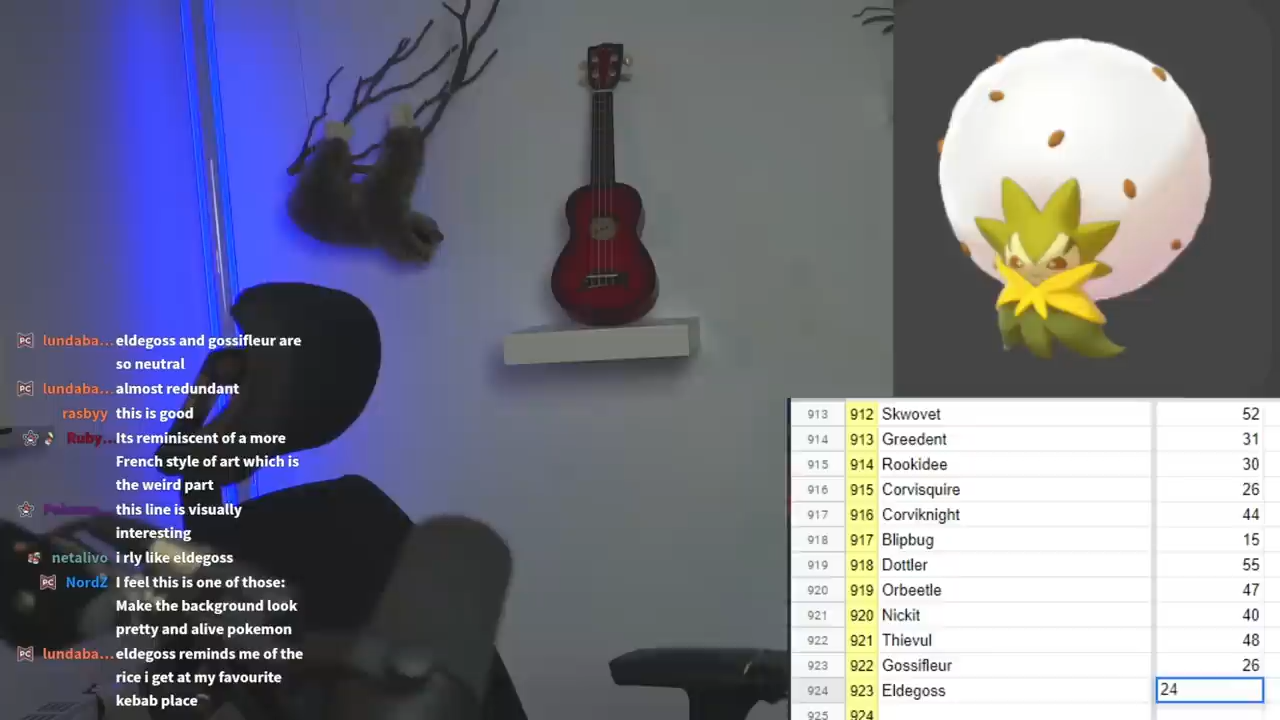 lundaba... eldegoss and gossifleur are
so neutral
lundaba... almost redundant
rasbyy this is good
Ruby... Its reminiscent of a more
French style of art which is
the weird part
this line is visually
interesting
netalivo i rly like eldegoss
NordZ I feel this is one of those:
Make the background look
pretty and alive pokemon
lundaba... eldegoss reminds me of the
rice i get at my favourite
kebab place
913 912 Skwovet 52
914 913 Greedent 31
915 914 Rookidee 30
916 915 Corvisquire 26
917 916 Corviknight 44
918 917 Blipbug 15
919 918 Dottler 55
920 919 Orbeetle 47
921 920 Nickit 40
922 921 Thievul 48
923 922 Gossifleur 26
924 923 Eldegoss 24
925 924